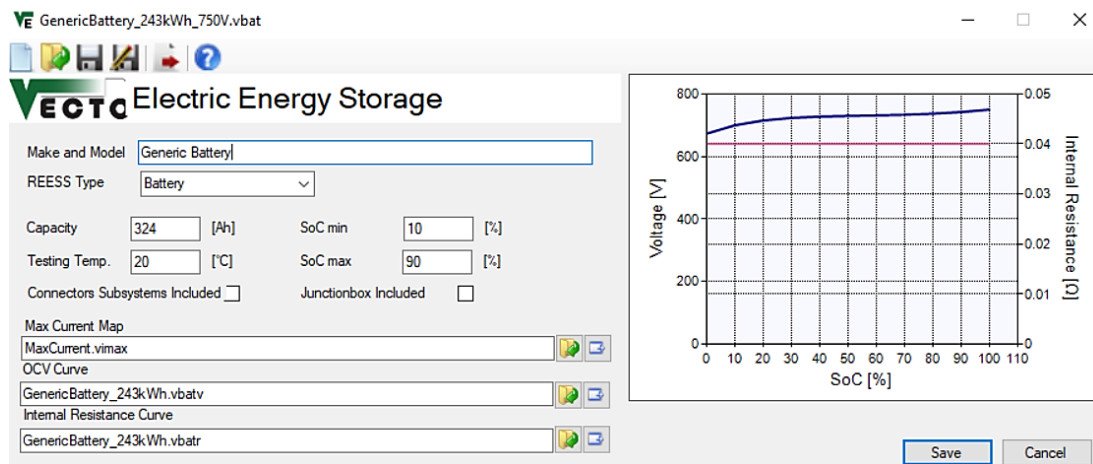 GenericBattery_243kWh_750V.vbat
VECTO Electric Energy Storage
Make and Model Generic Battery
REESS Type Battery
Capacity 324 [Ah] SoC min 10 [%]
Testing Temp. 20 [°C] SoC max 90 [%]
Connectors Subsystems Included Junctionbox Included
Max Current Map
MaxCurrent.vimax
OCV Curve
GenericBattery_243kWh.vbatv
Internal Resistance Curve
GenericBattery_243kWh.vbatr
800 0.05
600 0.04
0.03
400
0.02
200
0.01
0 0
Voltage [V]
Internal Resistance [Ω]
0 10 20 30 40 50 60 70 80 90 100 110
SoC [%]
Save Cancel